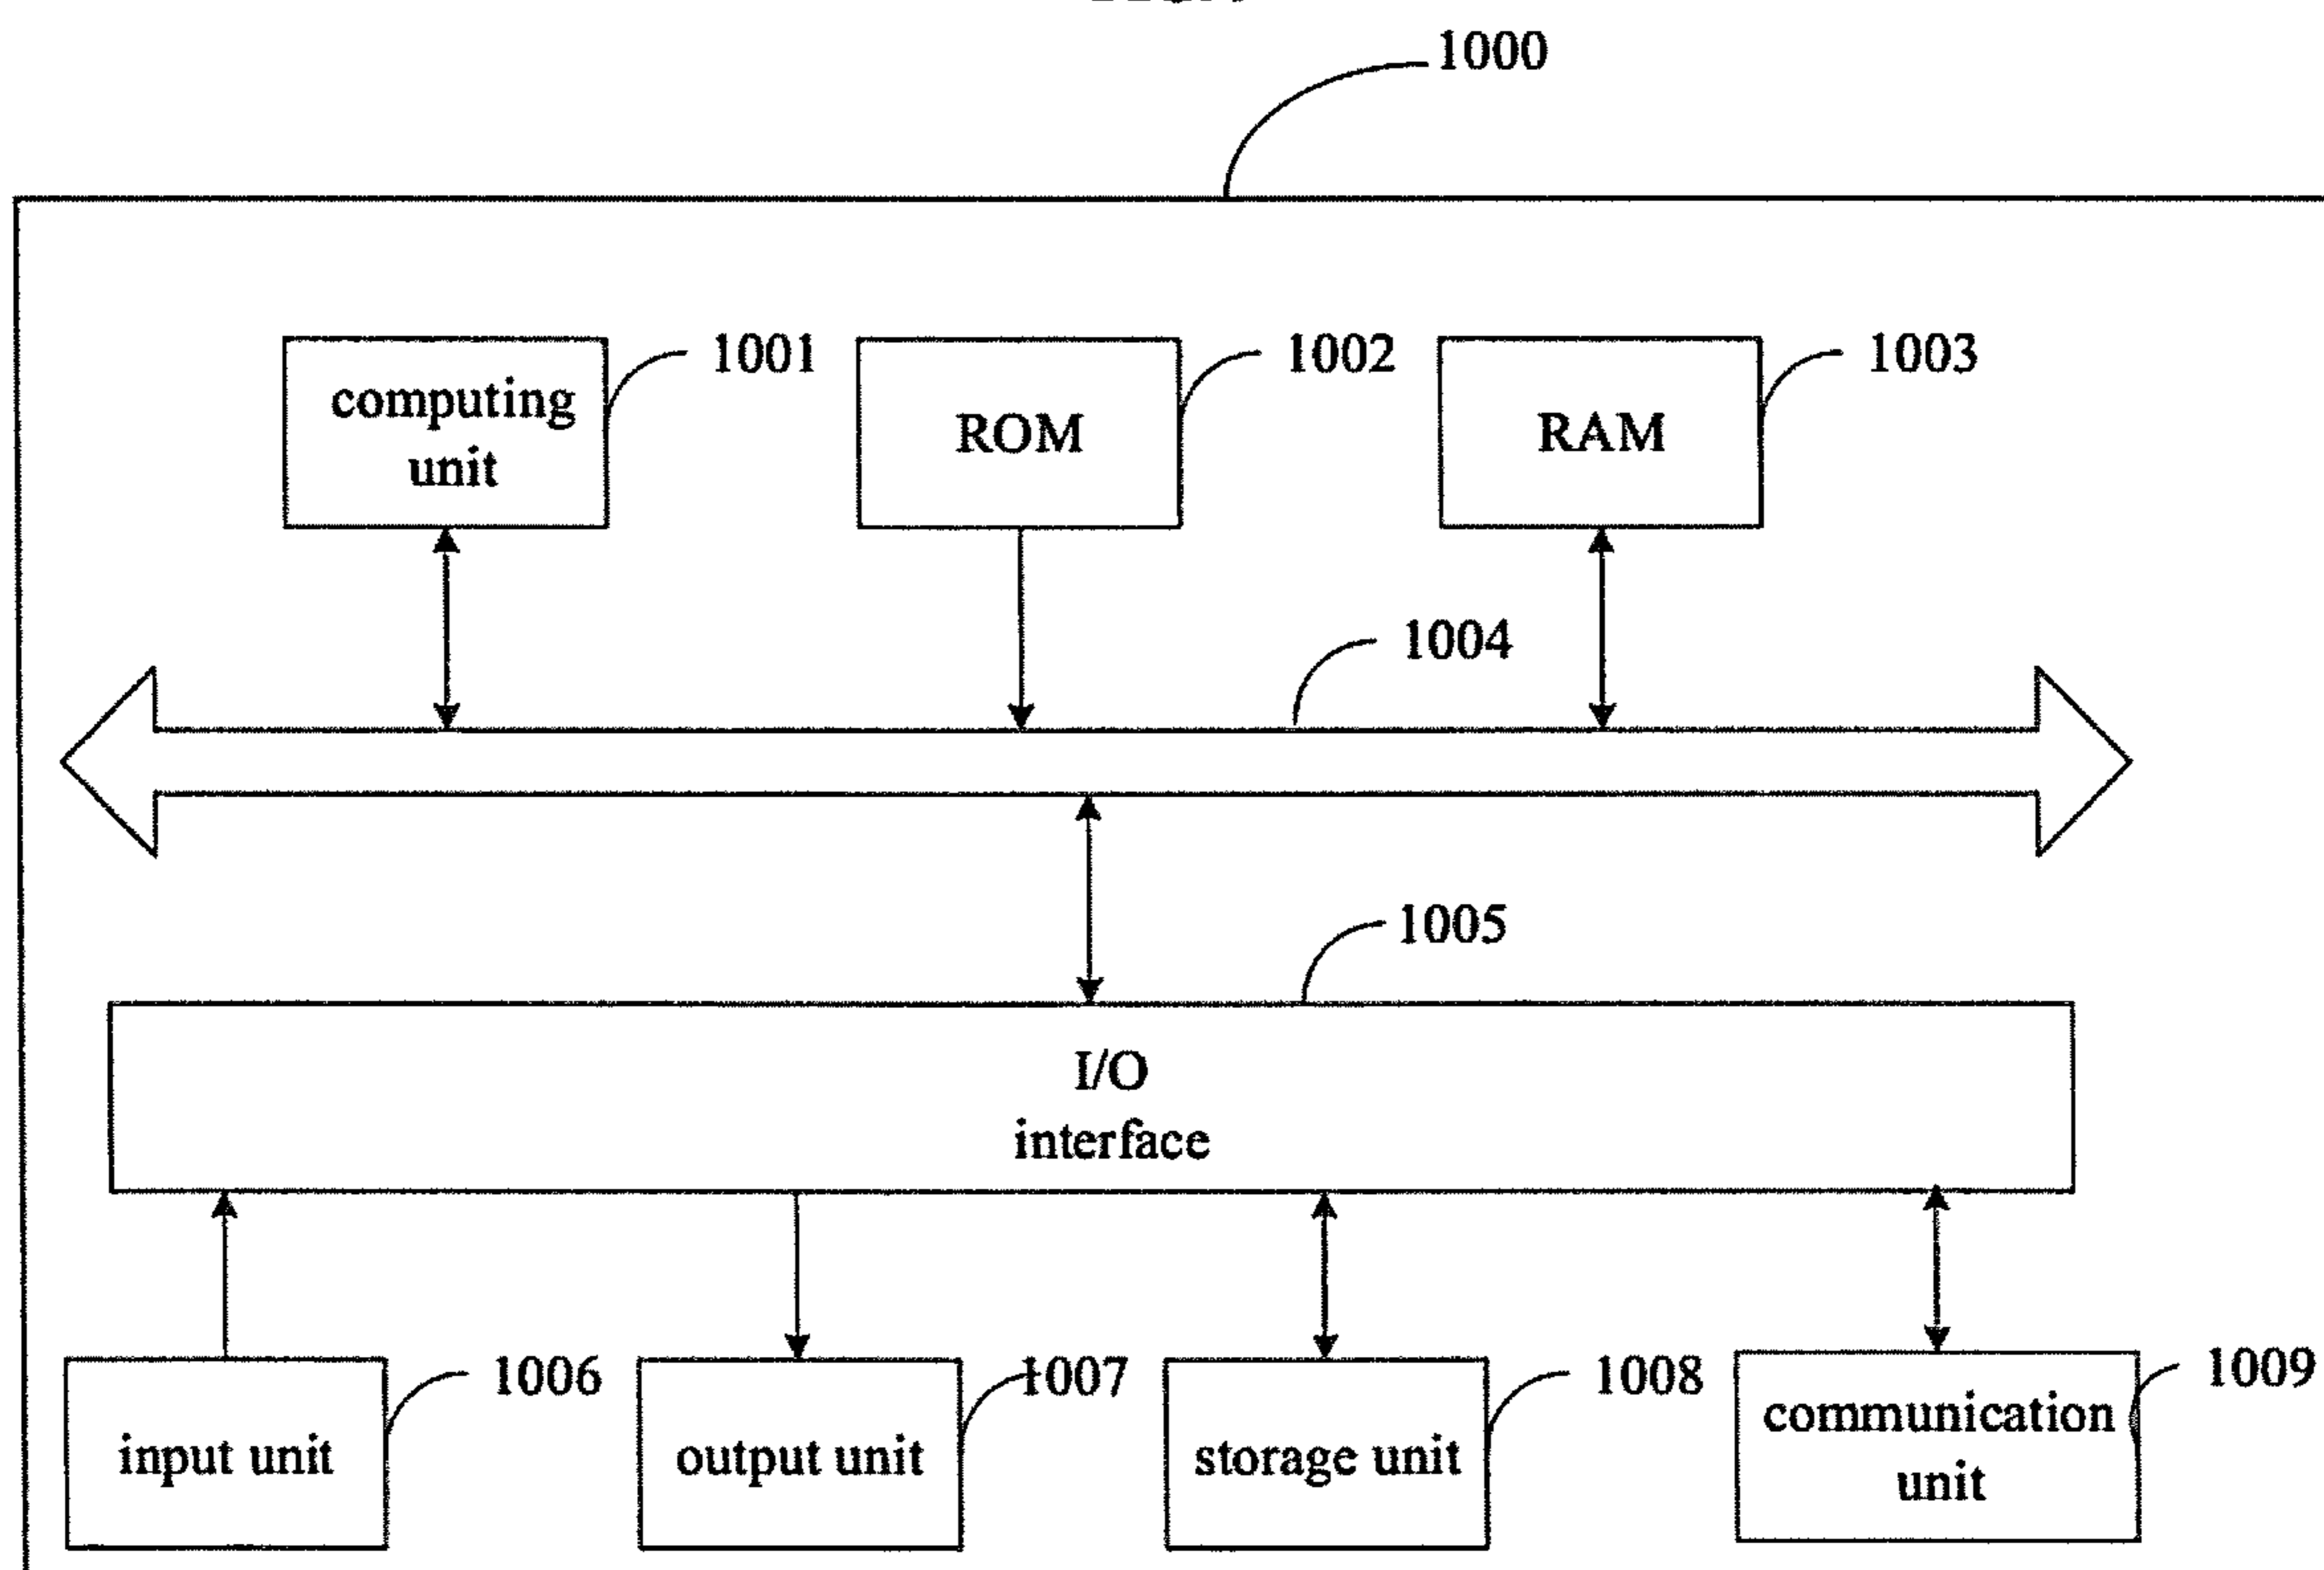 1000
computing
unit
1001
ROM
1002
RAM
1003
1004
1005
I/O
interface
input unit
1006
output unit
1007
storage unit
1008
communication
unit
1009